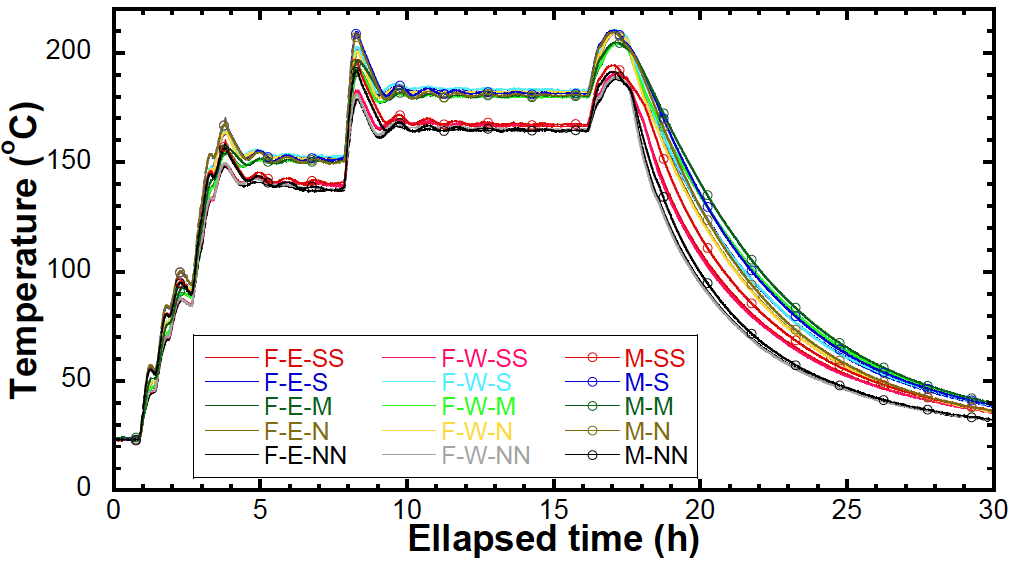 200
150
100
50
0
Temperature (°C)
F-E-SS F-W-SS M-SS
F-E-S F-W-S M-S
F-E-M F-W-M M-M
F-E-N F-W-N M-N
F-E-NN F-W-NN M-NN
0 5 10 15 20 25 30
Ellapsed time (h)